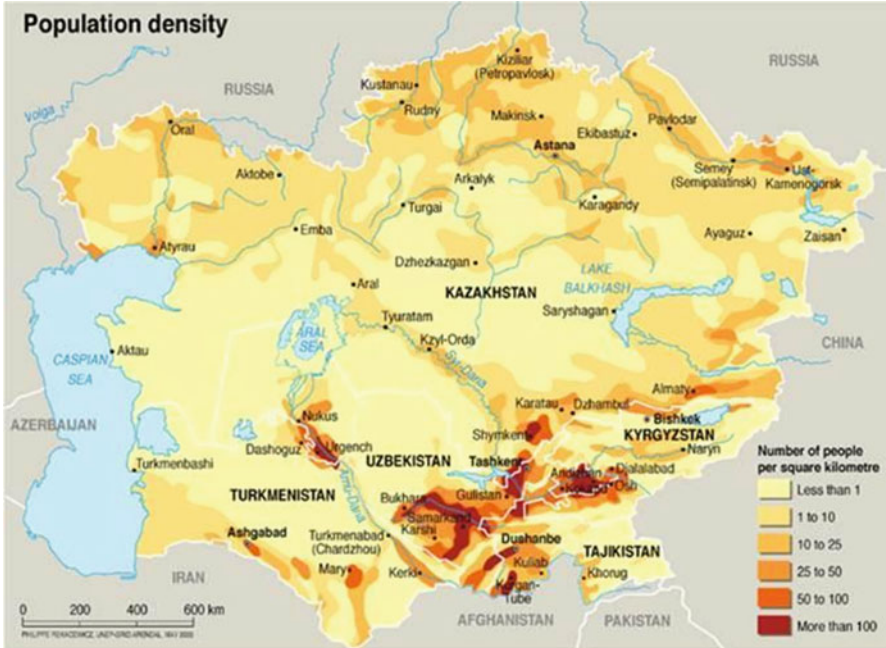 Population density
RUSSIA
RUSSIA
Volga
Kiziliar
(Petropavlosk)
Kustanau
Rudny
Makinsk
Pavlodar
Ekibastuz
Oral
Astana
Semey
(Semipalatinsk)
Ust-
Kamenogorsk
Aktobe
Arkalyk
Turgai
Karagandy
Emba
Ayaguz
Zaisan
Atyrau
Dzhezkazgan
LAKE
BALKHASH
Aral
KAZAKHSTAN
Saryshagan
Tyuratam
ARAL
SEA
Kzyl-Orda
CHINA
Aktau
CASPIAN
SEA
Syr-Daria
Almaty
Karatau
Dzhambul
AZERBAIJAN
Nukus
Bishkek
Shymkent
KYRGYZSTAN
Dashoguz
Urgench
UZBEKISTAN
Tashkent
Naryn
Turkmenbashi
Djalalabad
Osh
Amu-Daria
Gulistan
TURKMENISTAN
Bukhara
Samarkand
Karshi
Ashgabad
Turkmenabad
(Chardzhou)
Dushanbe
TAJIKISTAN
IRAN
Mary
Kerki
Kuliab
Khorug
Kurgan-
Tube
AFGHANISTAN
PAKISTAN
Number of people
per square kilometre
Less than 1
1 to 10
10 to 25
25 to 50
50 to 100
More than 100
0 200 400 600 km